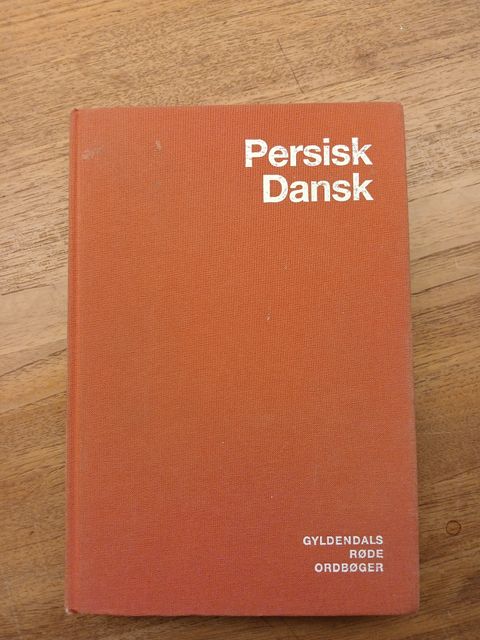 Persisk
Dansk
GYLDENDALS
RØDE
ORDBØGER